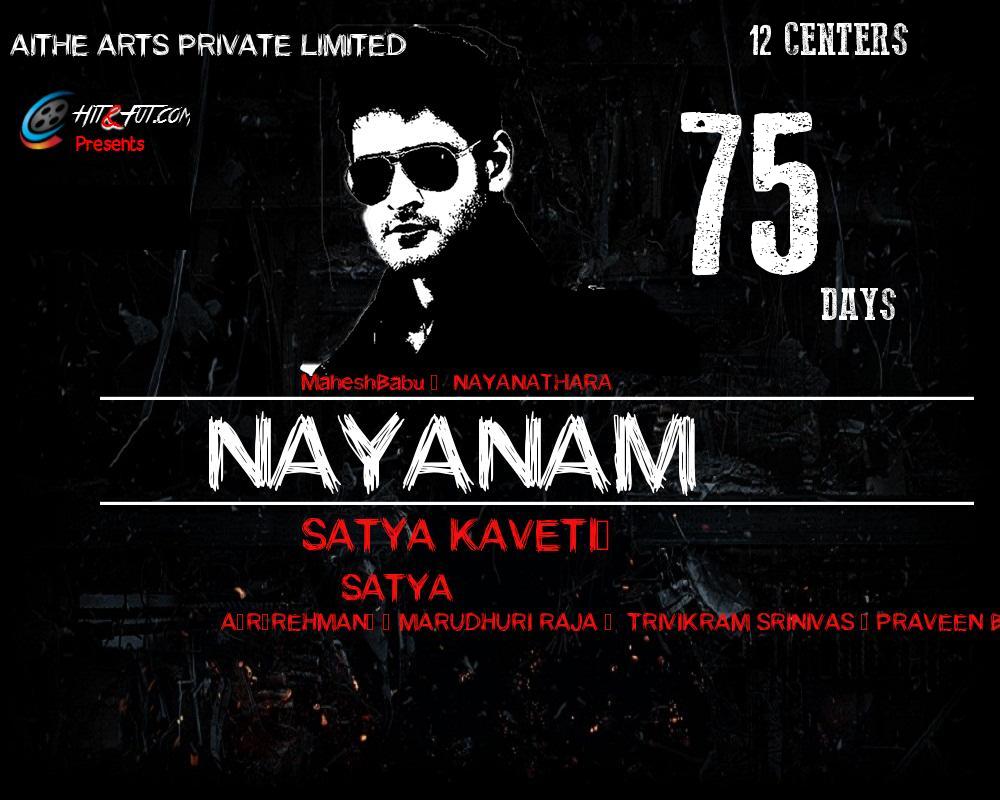 AITHE ARTS PRIVATE LIMITED
12 CENTERS
HIT&FUT.COM
Presents
75
DAYS
MaheshBabu NAYANATHARA
NAYANAM
SATYA KAVETI
SATYA
A R REHMAN MARUDHURI RAJA TRIVIKRAM SRINIVAS PRAVEEN